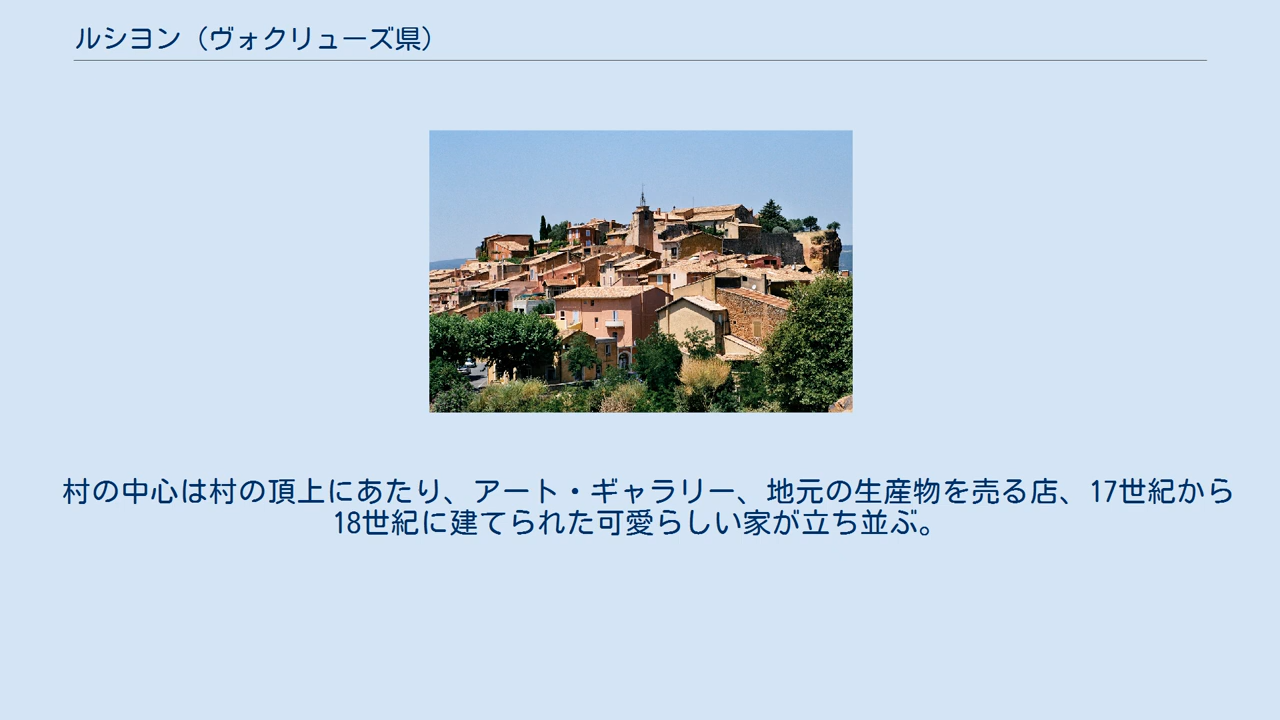 ルシヨン（ヴォクリューズ県）
村の中心は村の頂上にあたり、アート・ギャラリー、地元の生産物を売る店、17世紀から
18世紀に建てられた可愛らしい家が立ち並ぶ。